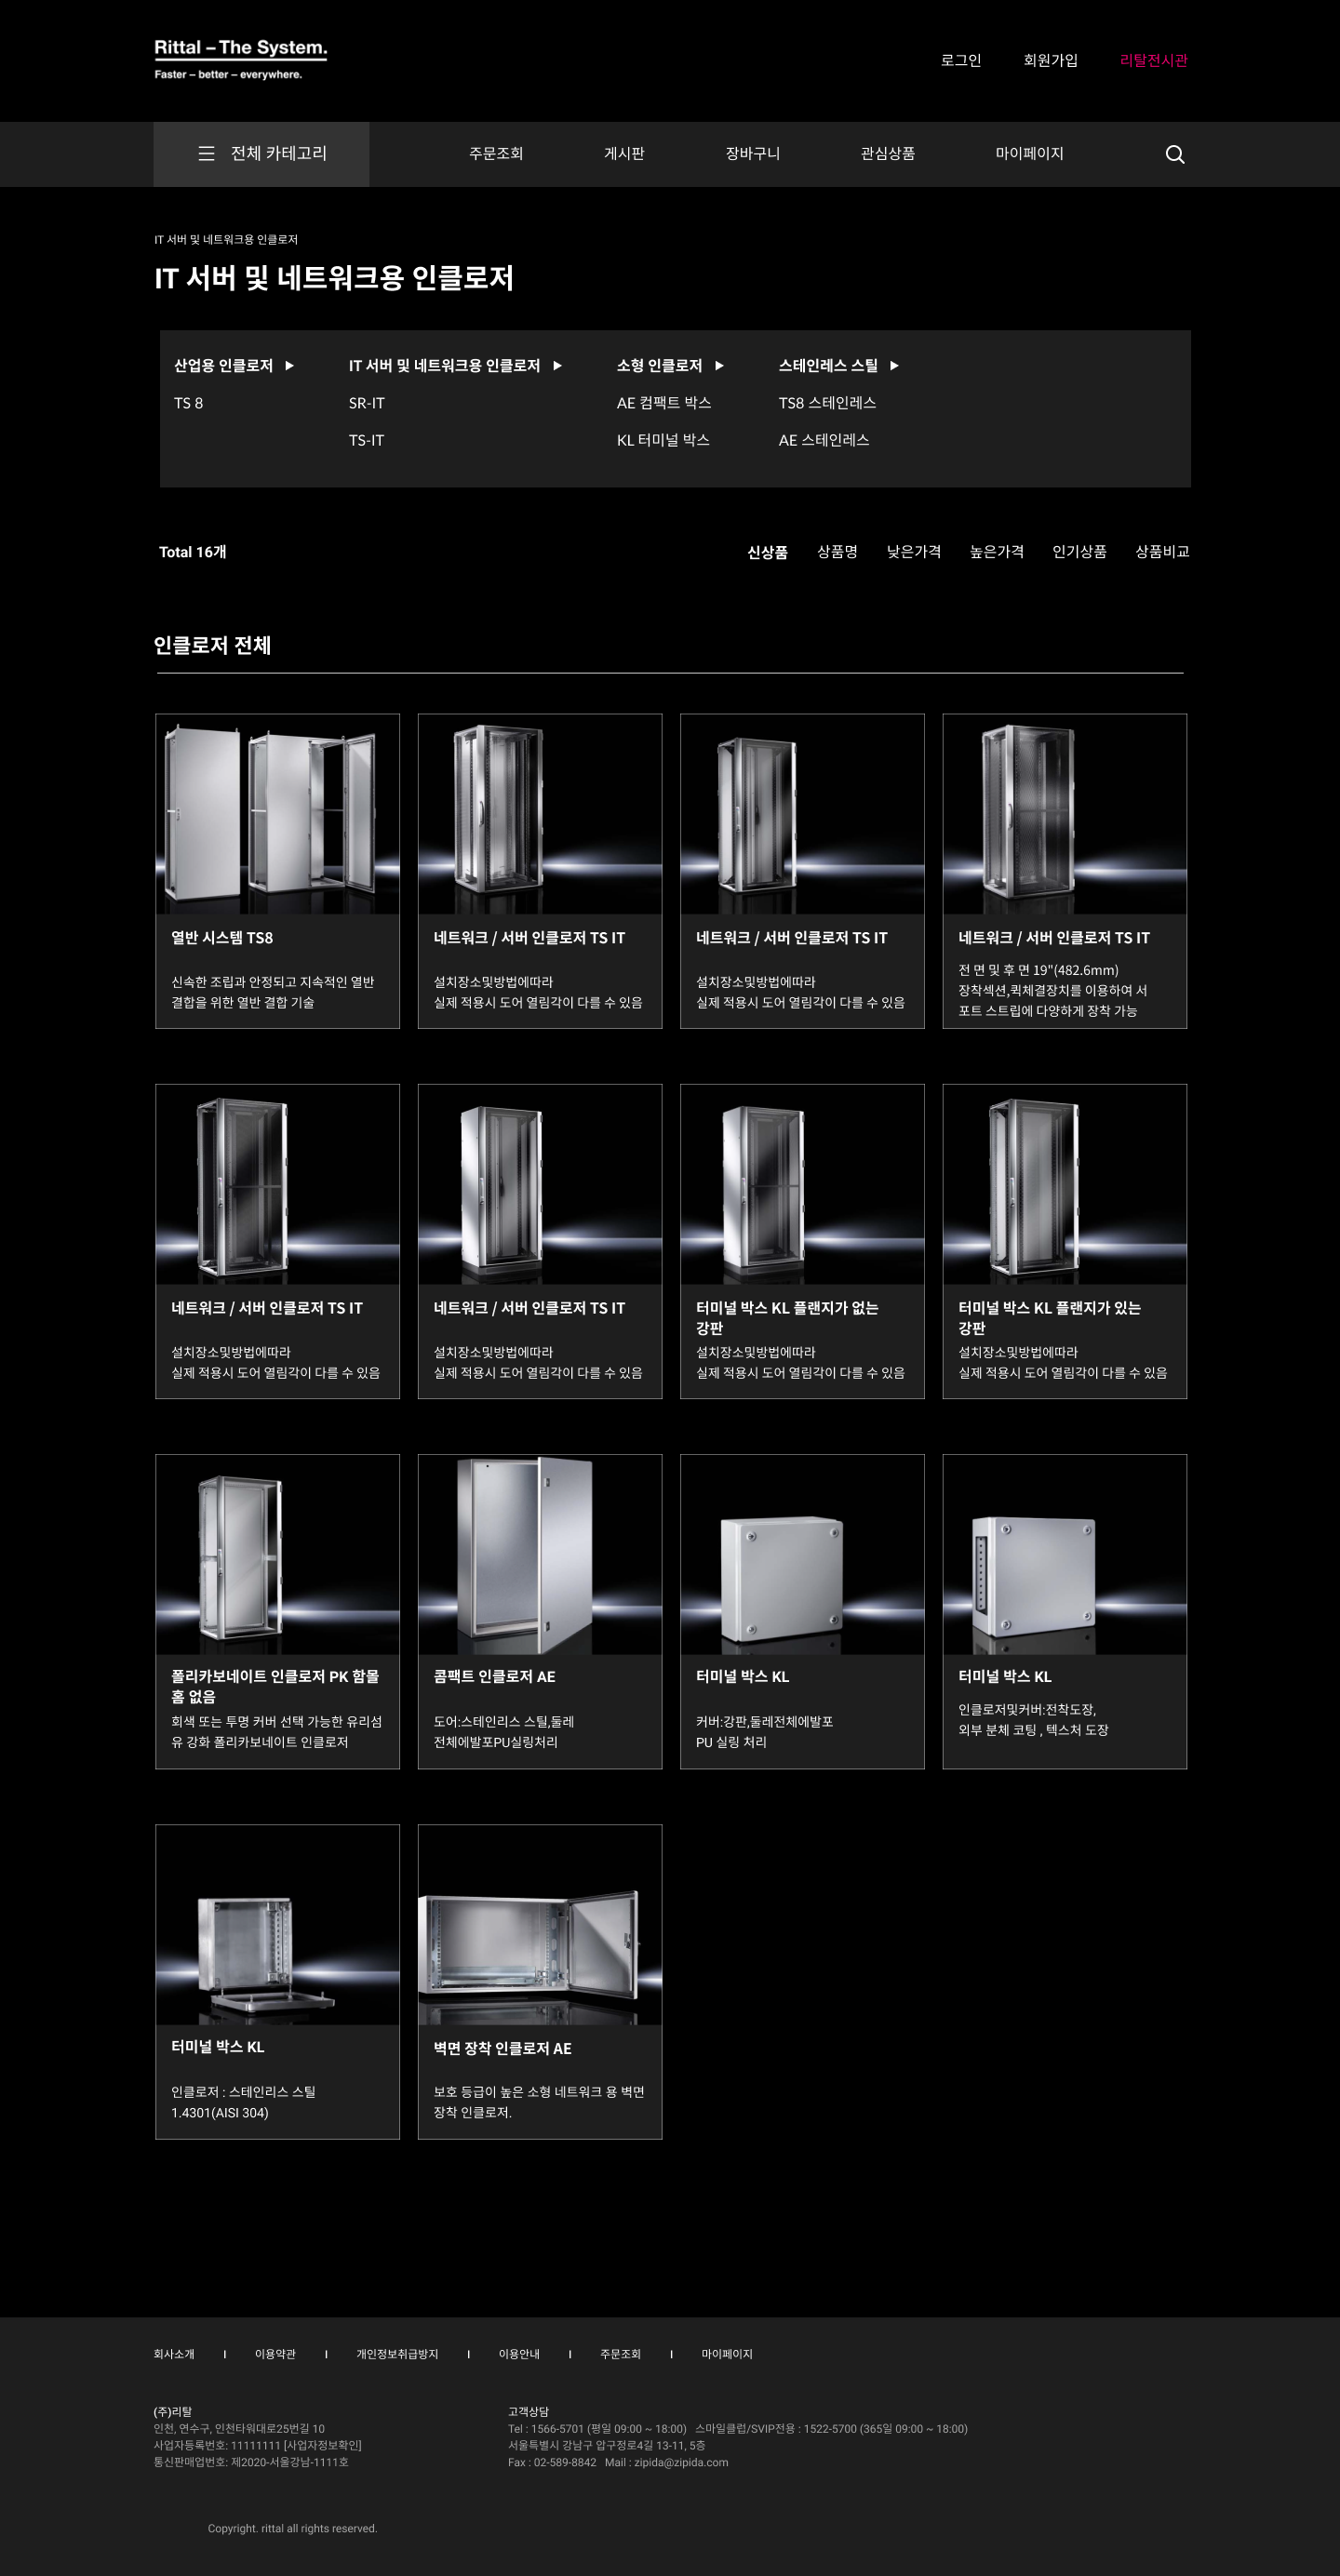 Rittal – The System.
Faster – better – everywhere.
로그인 회원가입 리탈전시관
전체 카테고리 주문조회 게시판 장바구니 관심상품 마이페이지
IT 서버 및 네트워크용 인클로저
IT 서버 및 네트워크용 인클로저
산업용 인클로저 ▶ IT 서버 및 네트워크용 인클로저 ▶ 소형 인클로저 ▶ 스테인레스 스틸 ▶
TS 8 SR-IT AE 컴팩트 박스 TS8 스테인레스
TS-IT KL 터미널 박스 AE 스테인레스
Total 16개
신상품 상품명 낮은가격 높은가격 인기상품 상품비교
인클로저 전체
열반 시스템 TS8
신속한 조립과 안정되고 지속적인 열반
결합을 위한 열반 결합 기술
네트워크 / 서버 인클로저 TS IT
설치장소및방법에따라
실제 적용시 도어 열림각이 다를 수 있음
네트워크 / 서버 인클로저 TS IT
설치장소및방법에따라
실제 적용시 도어 열림각이 다를 수 있음
네트워크 / 서버 인클로저 TS IT
전 면 및 후 면 19"(482.6mm)
장착섹션,퀵체결장치를 이용하여 서
포트 스트립에 다양하게 장착 가능
네트워크 / 서버 인클로저 TS IT
설치장소및방법에따라
실제 적용시 도어 열림각이 다를 수 있음
네트워크 / 서버 인클로저 TS IT
설치장소및방법에따라
실제 적용시 도어 열림각이 다를 수 있음
터미널 박스 KL 플랜지가 없는
강판
설치장소및방법에따라
실제 적용시 도어 열림각이 다를 수 있음
터미널 박스 KL 플랜지가 있는
강판
설치장소및방법에따라
실제 적용시 도어 열림각이 다를 수 있음
폴리카보네이트 인클로저 PK 함몰
홈 없음
회색 또는 투명 커버 선택 가능한 유리섬
유 강화 폴리카보네이트 인클로저
콤팩트 인클로저 AE
도어:스테인리스 스틸,둘레
전체에발포PU실링처리
터미널 박스 KL
커버:강판,둘레전체에발포
PU 실링 처리
터미널 박스 KL
인클로저및커버:전착도장,
외부 분체 코팅 , 텍스처 도장
터미널 박스 KL
인클로저 : 스테인리스 스틸
1.4301(AISI 304)
벽면 장착 인클로저 AE
보호 등급이 높은 소형 네트워크 용 벽면
장착 인클로저.
회사소개 I 이용약관 I 개인정보취급방지 I 이용안내 I 주문조회 I 마이페이지
(주)리탈
인천, 연수구, 인천타워대로25번길 10
사업자등록번호: 11111111 [사업자정보확인]
통신판매업번호: 제2020-서울강남-1111호
고객상담
Tel : 1566-5701 (평일 09:00 ~ 18:00) 스마일클럽/SVIP전용 : 1522-5700 (365일 09:00 ~ 18:00)
서울특별시 강남구 압구정로4길 13-11, 5층
Fax : 02-589-8842 Mail : zipida@zipida.com
Copyright. rittal all rights reserved.